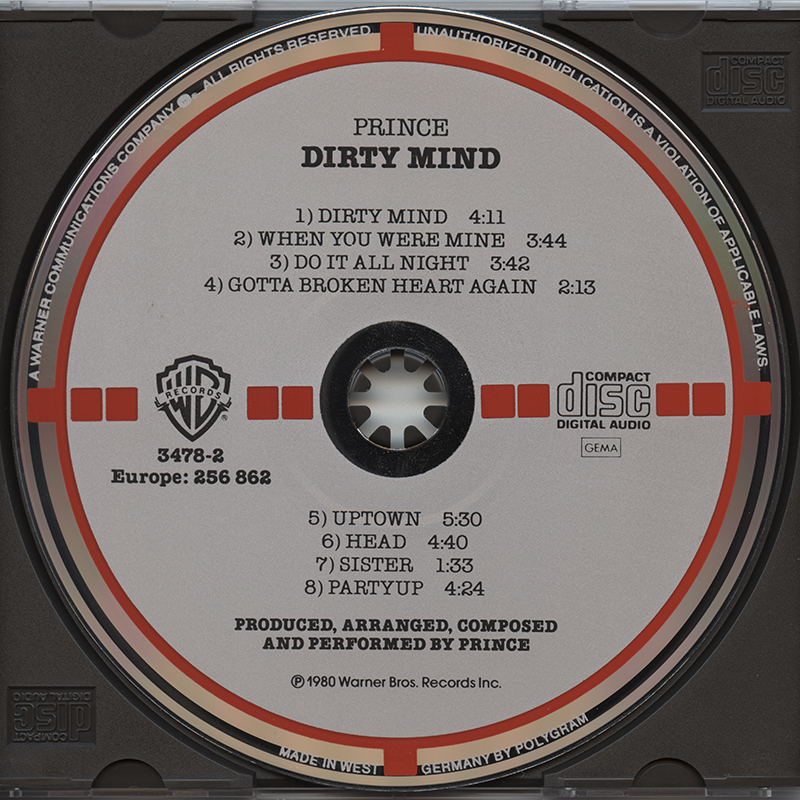 A WARNER COMMUNICATIONS COMPANY ALL RIGHTS RESERVED
UNAUTHORIZED DUPLICATION IS A VIOLATION OF APPLICABLE LAWS.
COMPACT
disc
DIGITAL AUDIO
PRINCE
DIRTY MIND
1) DIRTY MIND 4:11
2) WHEN YOU WERE MINE 3:44
3) DO IT ALL NIGHT 3:42
4) GOTTA BROKEN HEART AGAIN 2:13
WB
RECORDS
®
COMPACT
disc
DIGITAL AUDIO
GEMA
3478-2
Europe: 256 862
5) UPTOWN 5:30
6) HEAD 4:40
7) SISTER 1:33
8) PARTYUP 4:24
PRODUCED, ARRANGED, COMPOSED
AND PERFORMED BY PRINCE
℗ 1980 Warner Bros. Records Inc.
COMPACT
disc
DIGITAL AUDIO
MADE IN WEST GERMANY BY POLYGRAM